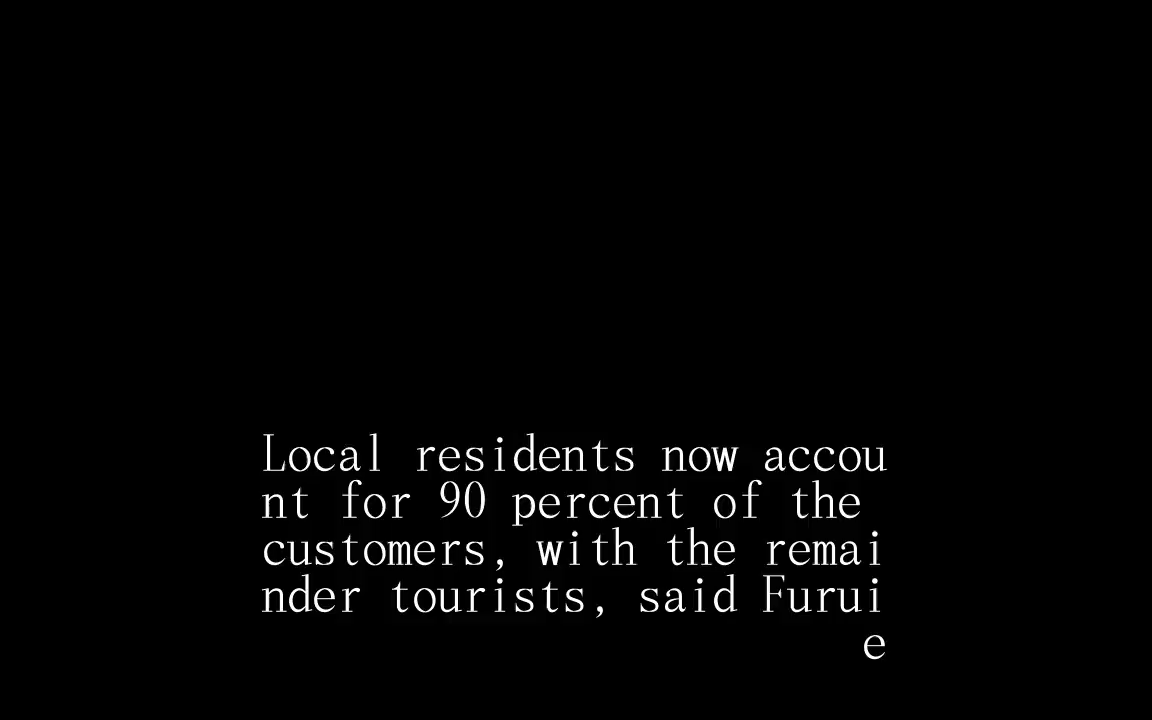 Local residents now accou
nt for 90 percent of the
customers, with the remai
nder tourists, said Furui
e